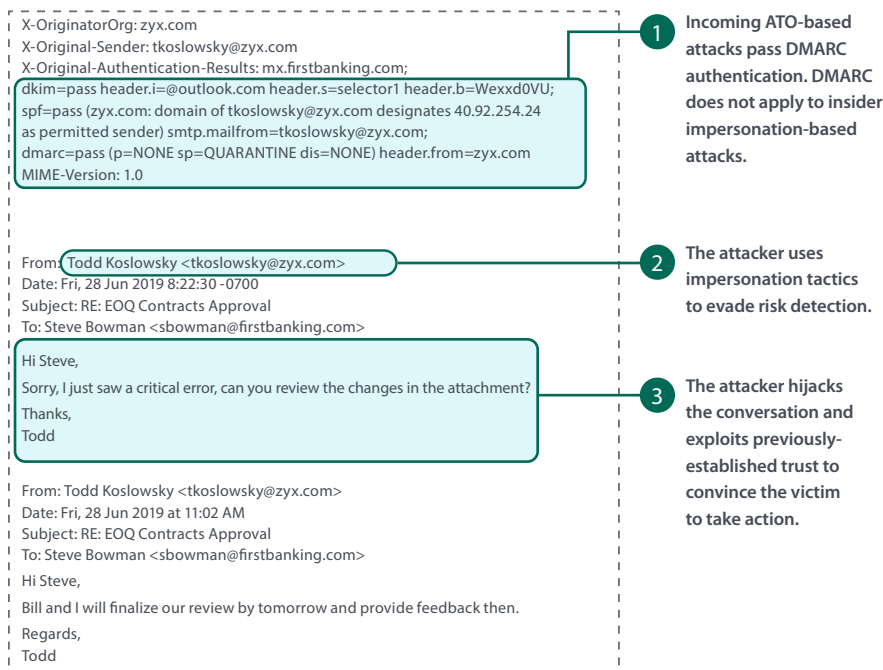 X-OriginatorOrg: zyx.com
X-Original-Sender: tkoslowsky@zyx.com
X-Original-Authentication-Results: mx.firstbanking.com;
dkim=pass header.i=@outlook.com header.s=selector1 header.b=Wexxd0VU;
spf=pass (zyx.com: domain of tkoslowsky@zyx.com designates 40.92.254.24
as permitted sender) smtp.mailfrom=tkoslowsky@zyx.com;
dmarc=pass (p=NONE sp=QUARANTINE dis=NONE) header.from=zyx.com
MIME-Version: 1.0
1
Incoming ATO-based
attacks pass DMARC
authentication. DMARC
does not apply to insider
impersonation-based
attacks.
From: Todd Koslowsky <tkoslowsky@zyx.com>
Date: Fri, 28 Jun 2019 8:22:30 -0700
Subject: RE: EOQ Contracts Approval
To: Steve Bowman <sbowman@firstbanking.com>
2
The attacker uses
impersonation tactics
to evade risk detection.
Hi Steve,
Sorry, I just saw a critical error, can you review the changes in the attachment?
Thanks,
Todd
3
The attacker hijacks
the conversation and
exploits previously-
established trust to
convince the victim
to take action.
From: Todd Koslowsky <tkoslowsky@zyx.com>
Date: Fri, 28 Jun 2019 at 11:02 AM
Subject: RE: EOQ Contracts Approval
To: Steve Bowman <sbowman@firstbanking.com>
Hi Steve,
Bill and I will finalize our review by tomorrow and provide feedback then.
Regards,
Todd